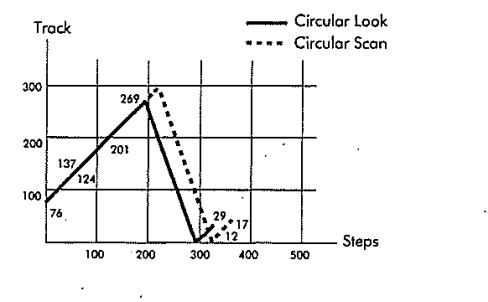 Circular Look
Track
Circular Scan
300
269
200
201
137
124
100
76
29
17
12
Steps
100 200 300 400 500